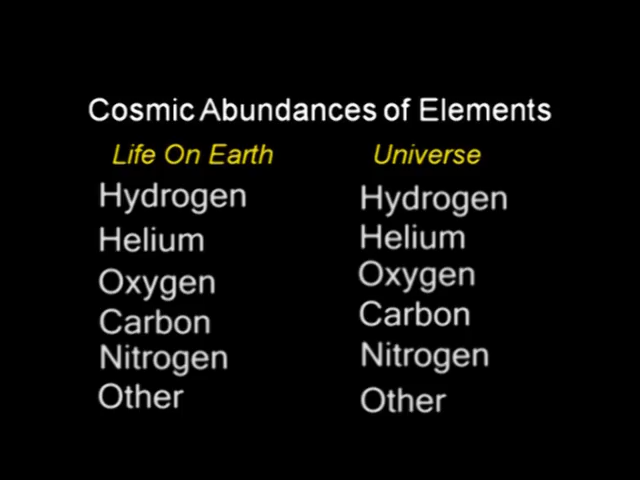 Cosmic Abundances of Elements
Life On Earth Universe
Hydrogen Hydrogen
Helium Helium
Oxygen Oxygen
Carbon Carbon
Nitrogen Nitrogen
Other Other